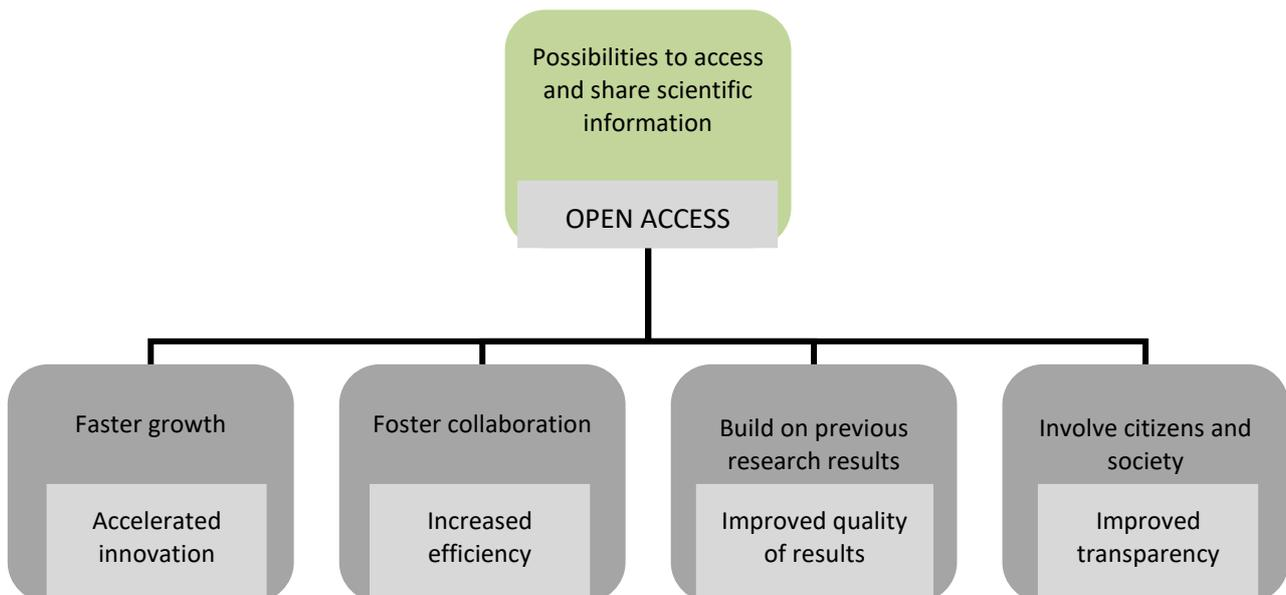 Possibilities to access
and share scientific
information
OPEN ACCESS
Faster growth
Accelerated
innovation
Foster collaboration
Increased
efficiency
Build on previous
research results
Improved quality
of results
Involve citizens and
society
Improved
transparency